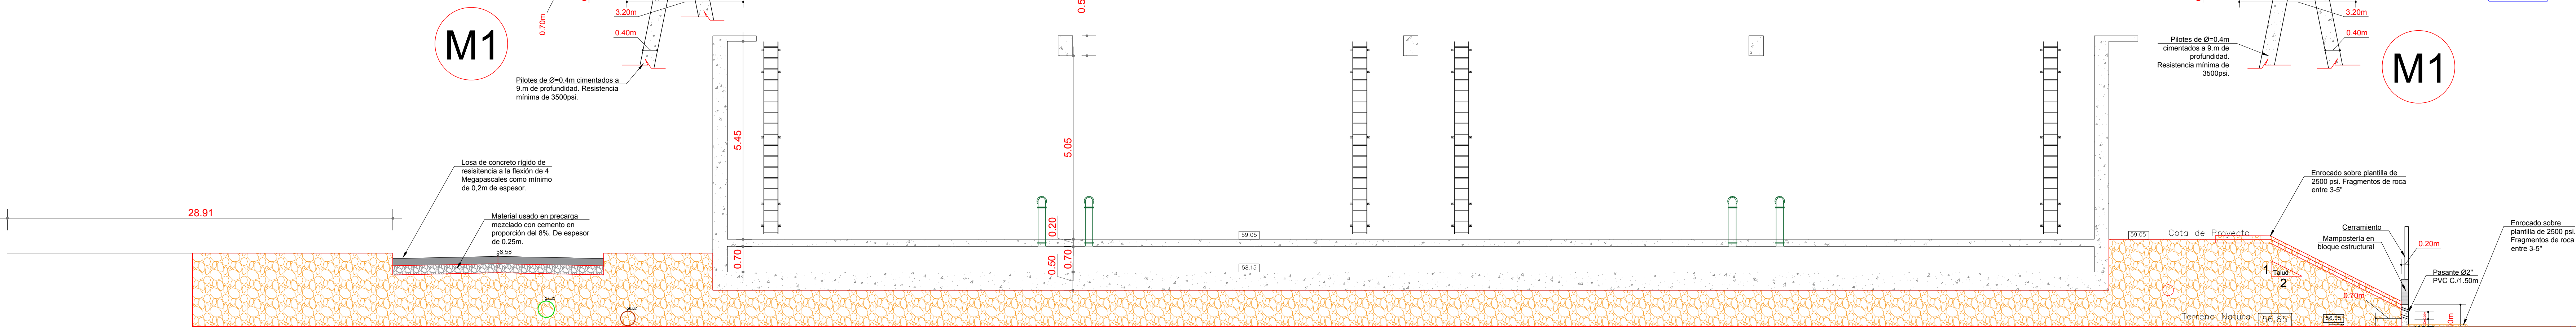 0.70m
3.20m
0.40m
M1
Pilotes de Ø=0.4m cimentados a
9.m de profundidad. Resistencia
mínima de 3500psi.
28.91
Losa de concreto rígido de
resisitencia a la flexión de 4
Megapascales como mínimo
de 0,2m de espesor.
Material usado en precarga
mezclado con cemento en
proporción del 8%. De espesor
de 0.25m.
58.58
5.45
0.70
5.05
0.20
0.50
0.70
59.05
58.15
3.20m
0.40m
Pilotes de Ø=0.4m
cimentados a 9.m de
profundidad.
Resistencia mínima de
3500psi.
M1
Enrocado sobre plantilla de
2500 psi. Fragmentos de roca
entre 3-5"
Cota de Proyecto
59.05
Cerramiento
Mampostería en
bloque estructural
0.20m
Enrocado sobre
plantilla de 2500 psi.
Fragmentos de roca
entre 3-5"
1
Talud
2
Pasante Ø2"
PVC C./1.50m
0.70m
Terreno Natural
56.65
56.65